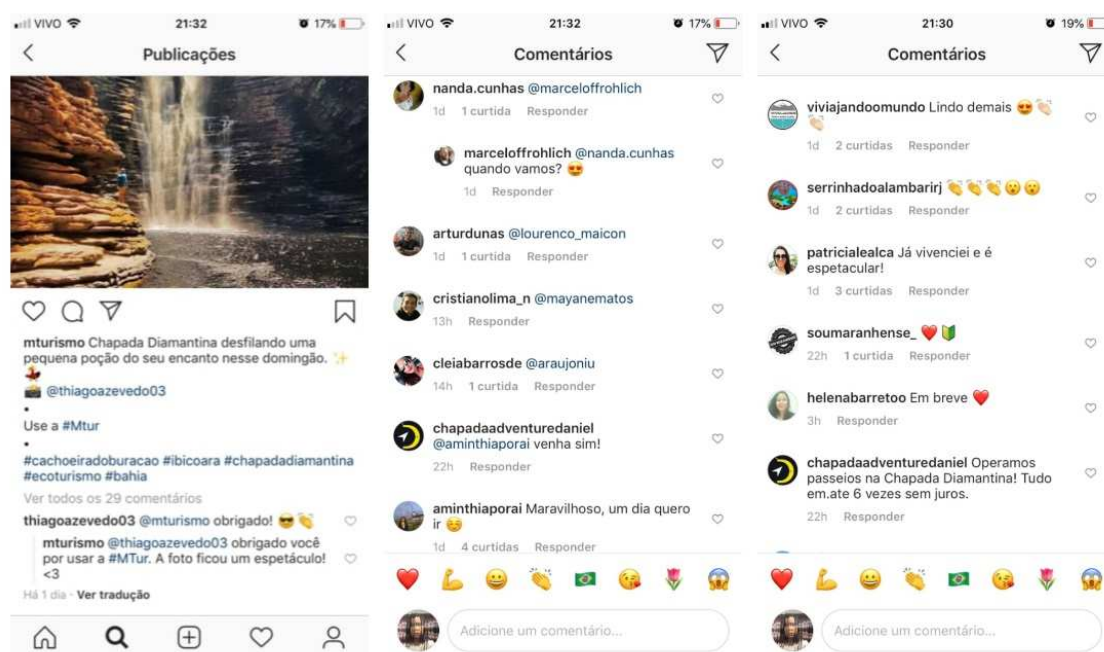 VIVO 21:32 17%
Publicações
mturismo Chapada Diamantina desfilando uma
pequena poção do seu encanto nesse domingão. ✨
💃
📸 @thiagoazevedo03
•
Use a #Mtur
•
#cachoeiradoburacao #ibicoara #chapadadiamantina
#ecoturismo #bahia
Ver todos os 29 comentários
thiagoazevedo03 @mturismo obrigado! 😎👏
mturismo @thiagoazevedo03 obrigado você
por usar a #MTur. A foto ficou um espetáculo!
<3
Há 1 dia · Ver tradução
VIVO 21:32 17%
Comentários
nanda.cunhas @marceloffrohlich
1d 1 curtida Responder
marceloffrohlich @nanda.cunhas
quando vamos? 😍
1d Responder
arturdunas @lourenco_maicon
1d 1 curtida Responder
cristianolima_n @mayanematos
13h Responder
cleiabarrosde @araujoniu
14h 1 curtida Responder
chapadaadventuredaniel
@aminthiaporai venha sim!
22h Responder
aminthiaporai Maravilhoso, um dia quero
ir ☺️
1d 4 curtidas Responder
❤️ 💪 😀 👏 🇧🇷 😘 🌷 😱
Adicione um comentário...
VIVO 21:30 19%
Comentários
viviajandoomundo Lindo demais 😍👏🏻
👏🏻
1d 2 curtidas Responder
serrinhadoalambarirj 👏👏👏😮😮
1d 2 curtidas Responder
patricialealca Já vivenciei e é
espetacular!
1d 3 curtidas Responder
soumaranhense_ ❤️🔰
22h 1 curtida Responder
helenabarretoo Em breve ❤️
3h Responder
chapadaadventuredaniel Operamos
passeios na Chapada Diamantina! Tudo
em.ate 6 vezes sem juros.
22h Responder
❤️ 💪 😀 👏 🇧🇷 😘 🌷 😱
Adicione um comentário...